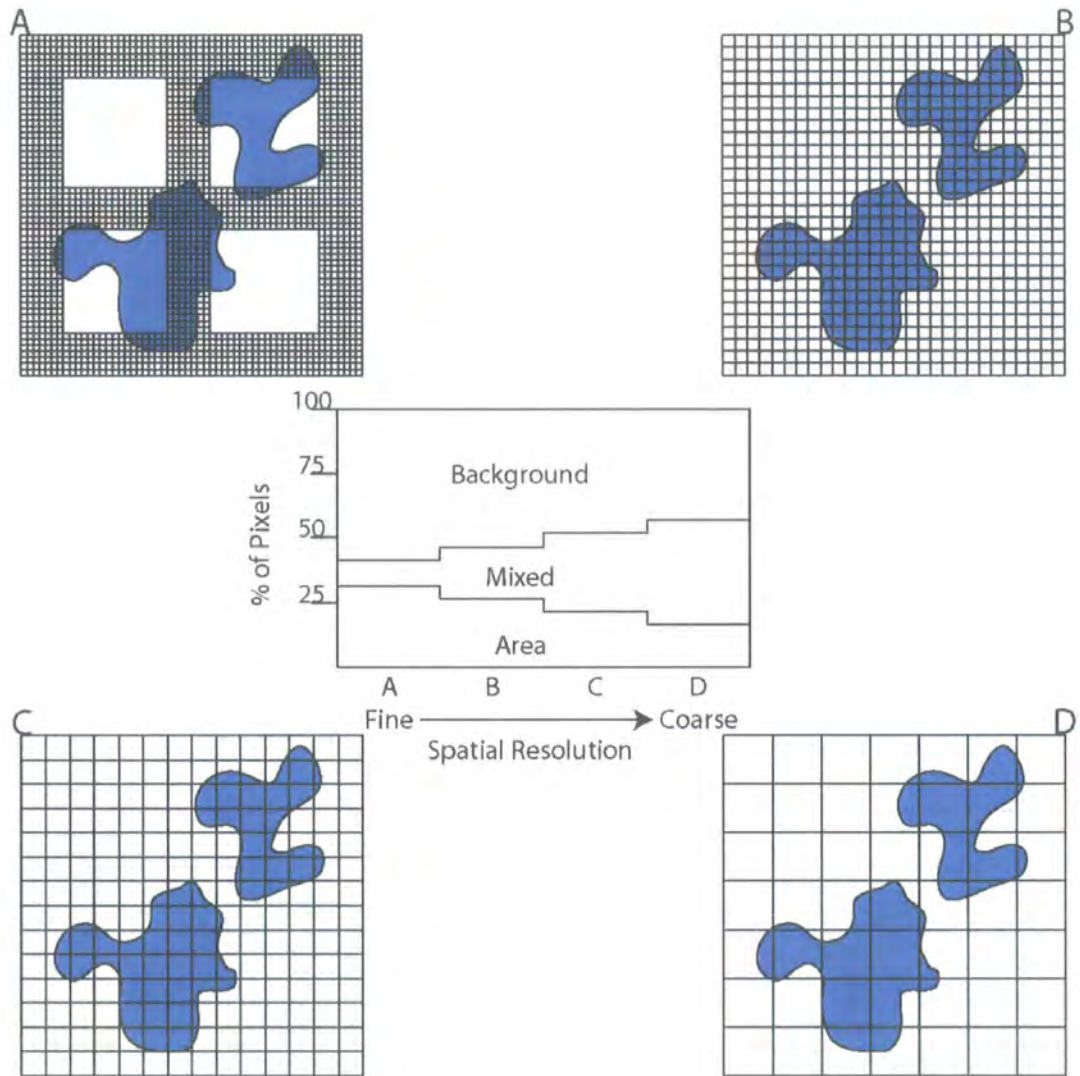 A
B
100
75
50
25
% of Pixels
Background
Mixed
Area
A B C D
Fine Coarse
Spatial Resolution
C
D